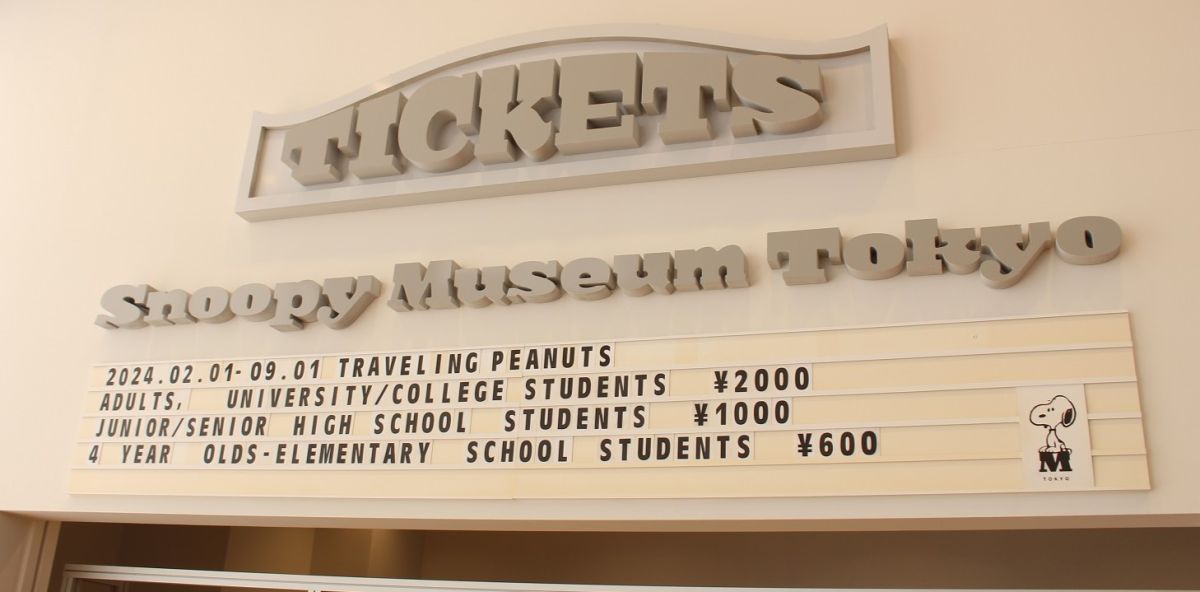 TICKETS
Snoopy Museum Tokyo
2024.02.01-09.01 TRAVELING PEANUTS
ADULTS, UNIVERSITY/COLLEGE STUDENTS ¥2000
JUNIOR/SENIOR HIGH SCHOOL STUDENTS ¥1000
4 YEAR OLDS-ELEMENTARY SCHOOL STUDENTS ¥600
M
TOKYO